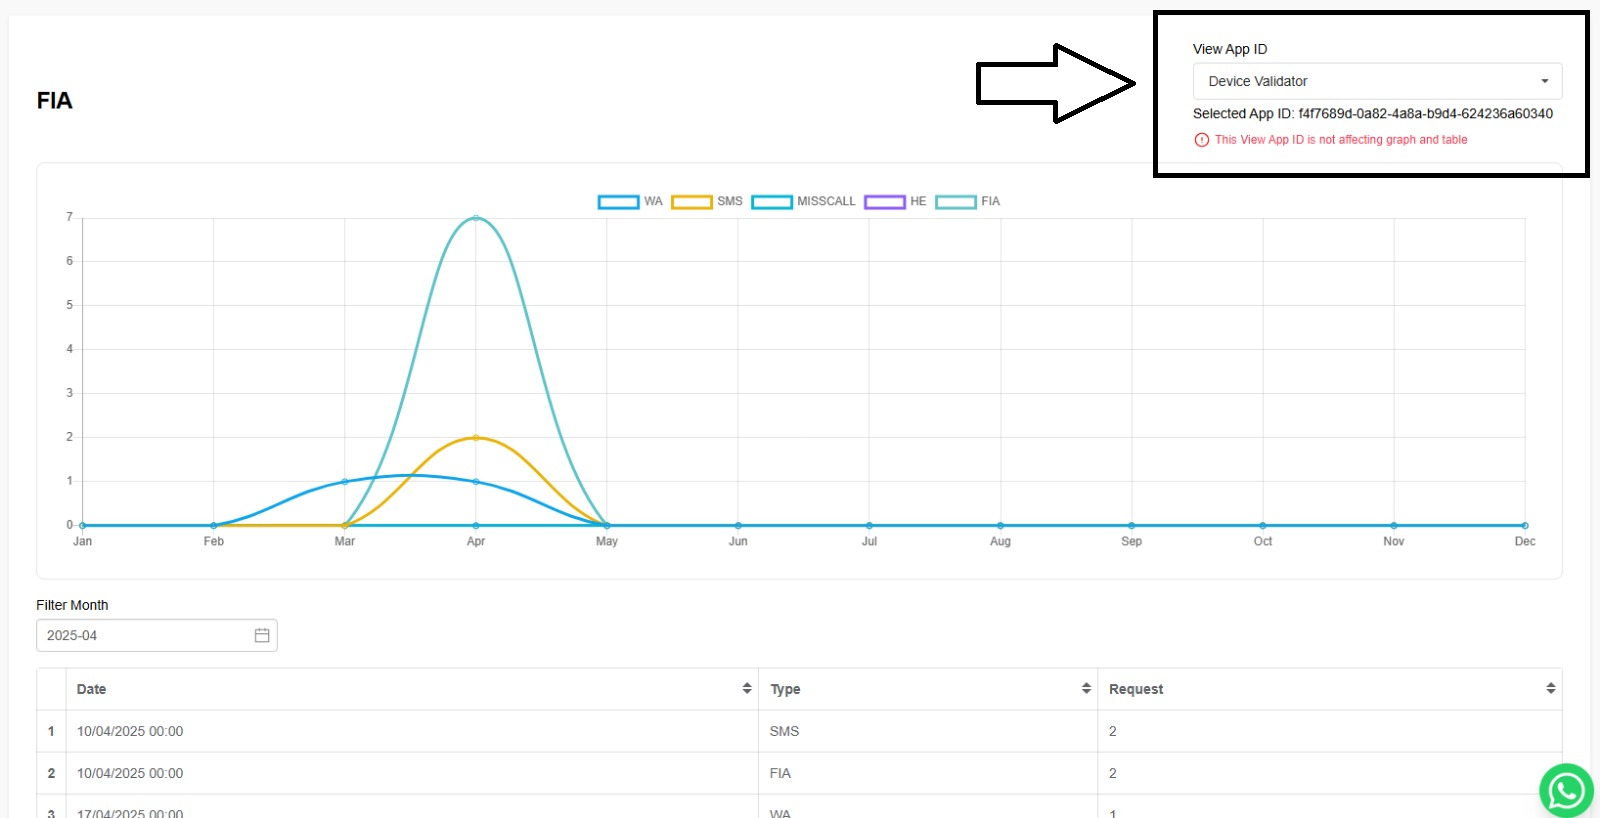 View App ID
Device Validator
Selected App ID: f4f7689d-0a82-4a8a-b9d4-624236a60340
This View App ID is not affecting graph and table
FIA
WA SMS MISSCALL HE FIA
7
6
5
4
3
2
1
0
Jan Feb Mar Apr May Jun Jul Aug Sep Oct Nov Dec
Filter Month
2025-04
Date Type Request
1 10/04/2025 00:00 SMS 2
2 10/04/2025 00:00 FIA 2
3 17/04/2025 00:00 WA 1